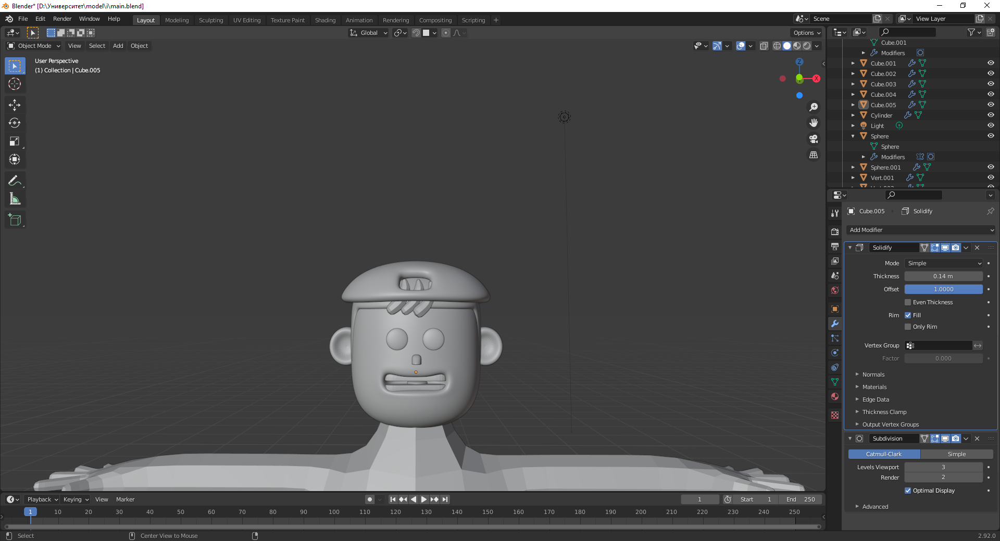 Blender* [D:\Университет\model\i\main.blend]
File Edit Render Window Help
Layout Modeling Sculpting UV Editing Texture Paint Shading Animation Rendering Compositing Scripting +
Scene
View Layer
Global
Options
Object Mode View Select Add Object
User Perspective
(1) Collection | Cube.005
Z
X
Cube.001
Modifiers
Cube.001
Cube.002
Cube.003
Cube.004
Cube.005
Cylinder
Light
Sphere
Sphere
Modifiers
Sphere.001
Vert.001
Cube.005 Solidify
Add Modifier
Solidify
Mode Simple
Thickness 0.14 m
Offset 1.0000
Even Thickness
Rim Fill
Only Rim
Vertex Group
Factor 0.000
Normals
Materials
Edge Data
Thickness Clamp
Output Vertex Groups
Subdivision
Catmull-Clark Simple
Levels Viewport 3
Render 2
Optimal Display
Advanced
Playback Keying View Marker
1 Start 1 End 250
1 10 20 30 40 50 60 70 80 90 100 110 120 130 140 150 160 170 180 190 200 210 220 230 240 250
Select Center View to Mouse
2.92.0